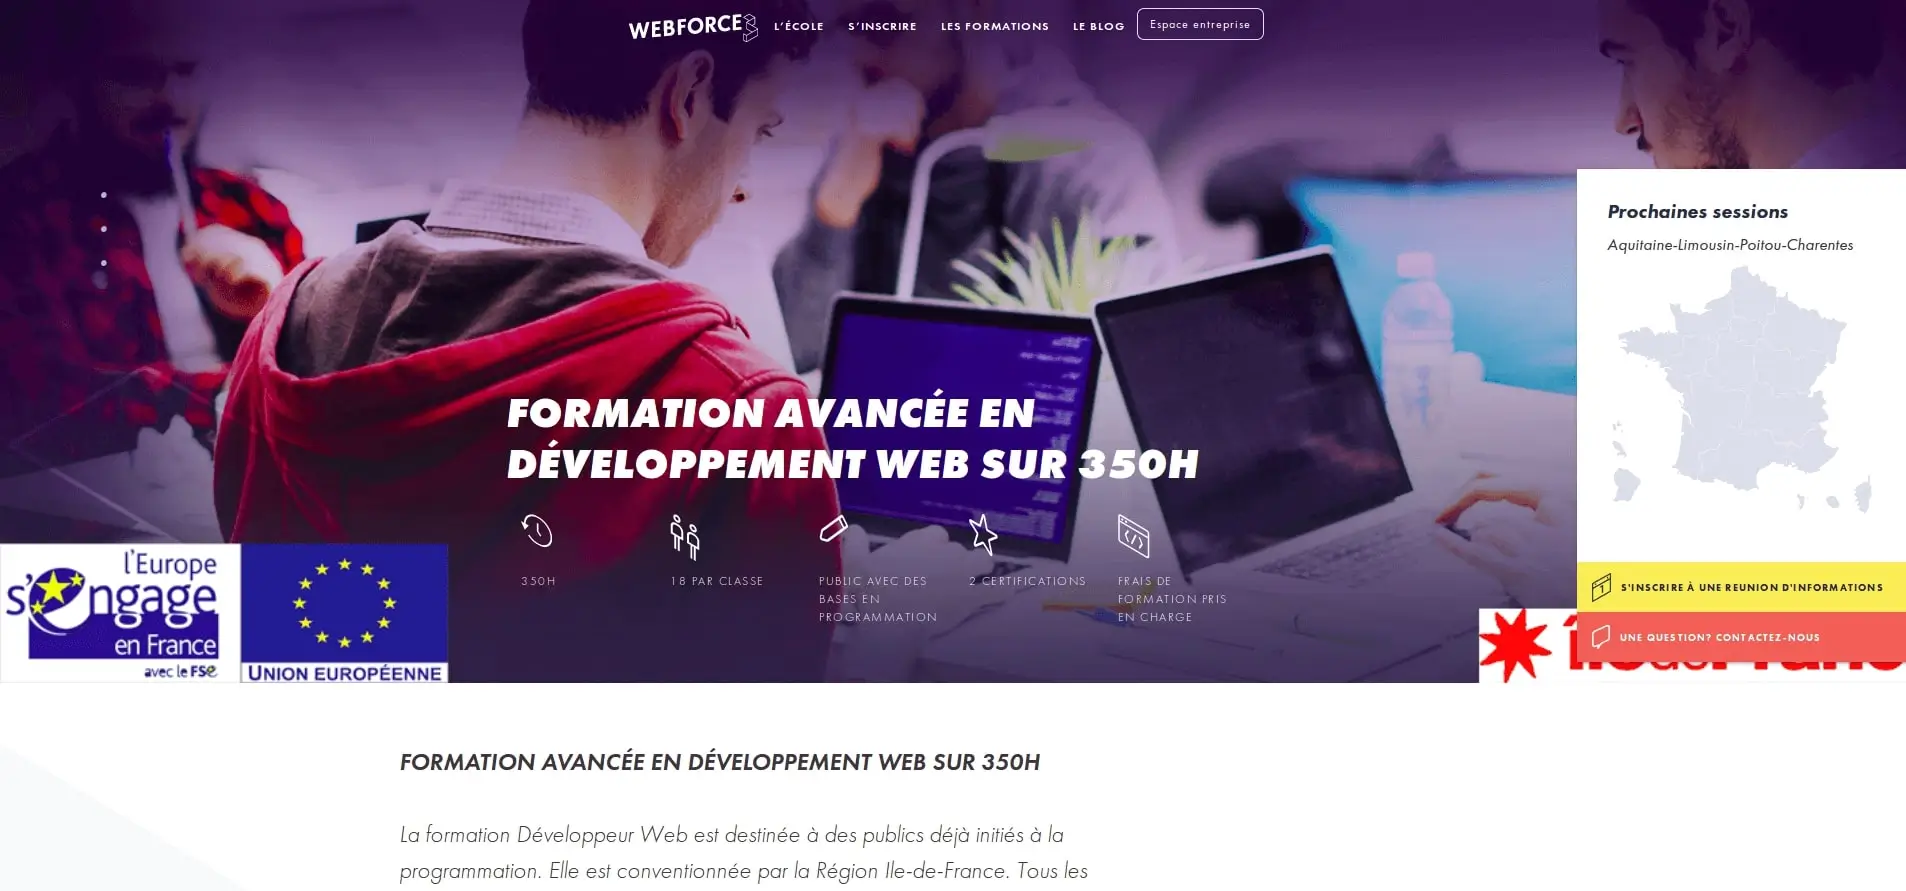 WEBFORCE3
L'ÉCOLE
S'INSCRIRE
LES FORMATIONS
LE BLOG
Espace entreprise
Prochaines sessions
Aquitaine-Limousin-Poitou-Charentes
FORMATION AVANCÉE EN
DÉVELOPPEMENT WEB SUR 350H
350H
18 PAR CLASSE
PUBLIC AVEC DES
BASES EN
PROGRAMMATION
2 CERTIFICATIONS
FRAIS DE
FORMATION PRIS
EN CHARGE
l'Europe
s'engage
en France
avec le FSe
UNION EUROPÉENNE
S'INSCRIRE À UNE REUNION D'INFORMATIONS
UNE QUESTION? CONTACTEZ-NOUS
FORMATION AVANCÉE EN DÉVELOPPEMENT WEB SUR 350H
La formation Développeur Web est destinée à des publics déjà initiés à la
programmation. Elle est conventionnée par la Région Ile-de-France. Tous les